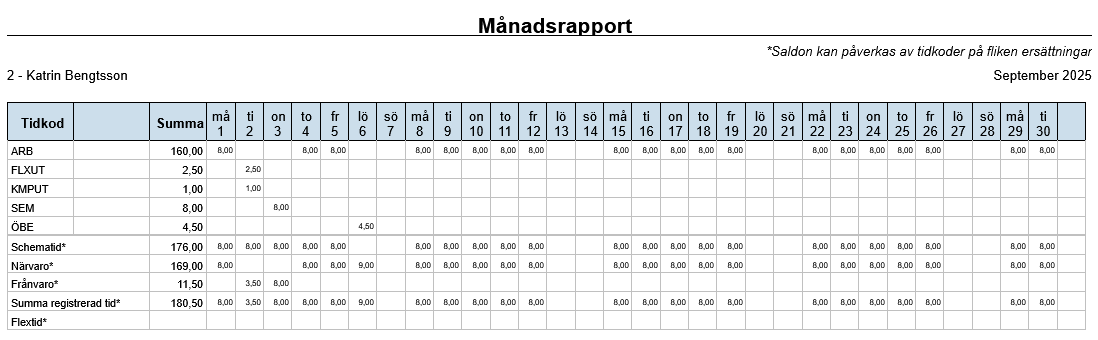 Månadsrapport
*Saldon kan påverkas av tidkoder på fliken ersättningar
2 - Katrin Bengtsson September 2025
Tidkod Summa må 1 ti 2 on 3 to 4 fr 5 lö 6 sö 7 må 8 ti 9 on 10 to 11 fr 12 lö 13 sö 14 må 15 ti 16 on 17 to 18 fr 19 lö 20 sö 21 må 22 ti 23 on 24 to 25 fr 26 lö 27 sö 28 må 29 ti 30
ARB 160,00 8,00 8,00 8,00 8,00 8,00 8,00 8,00 8,00 8,00 8,00 8,00 8,00 8,00 8,00 8,00 8,00 8,00 8,00 8,00 8,00
FLXUT 2,50 2,50
KMPUT 1,00 1,00
SEM 8,00 8,00
ÖBE 4,50 4,50
Schematid* 176,00 8,00 8,00 8,00 8,00 8,00 8,00 8,00 8,00 8,00 8,00 8,00 8,00 8,00 8,00 8,00 8,00 8,00 8,00 8,00 8,00 8,00 8,00
Närvaro* 169,00 8,00 8,00 8,00 9,00 8,00 8,00 8,00 8,00 8,00 8,00 8,00 8,00 8,00 8,00 8,00 8,00 8,00 8,00 8,00 8,00 8,00
Frånvaro* 11,50 3,50 8,00
Summa registrerad tid* 180,50 8,00 3,50 8,00 8,00 8,00 9,00 8,00 8,00 8,00 8,00 8,00 8,00 8,00 8,00 8,00 8,00 8,00 8,00 8,00 8,00 8,00 8,00 8,00
Flextid*